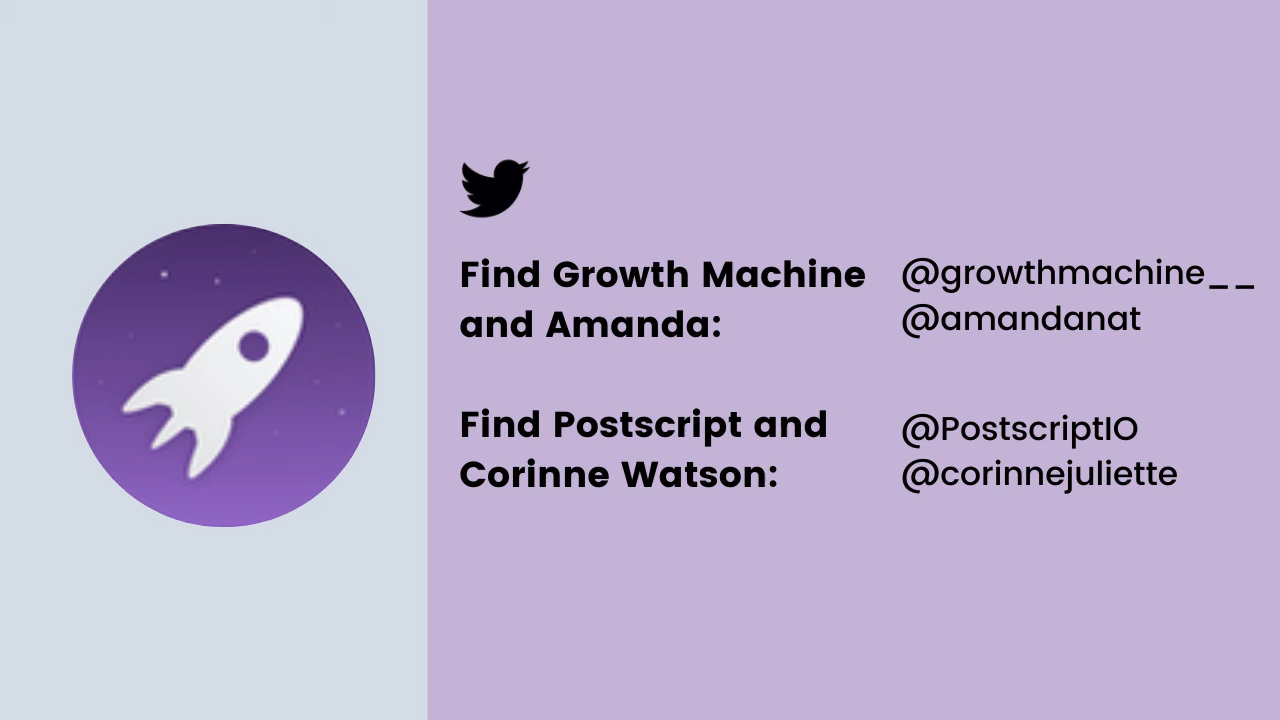 Find Growth Machine
and Amanda:
@growthmachine__
@amandanat
Find Postscript and
Corinne Watson:
@PostscriptIO
@corinnejuliette